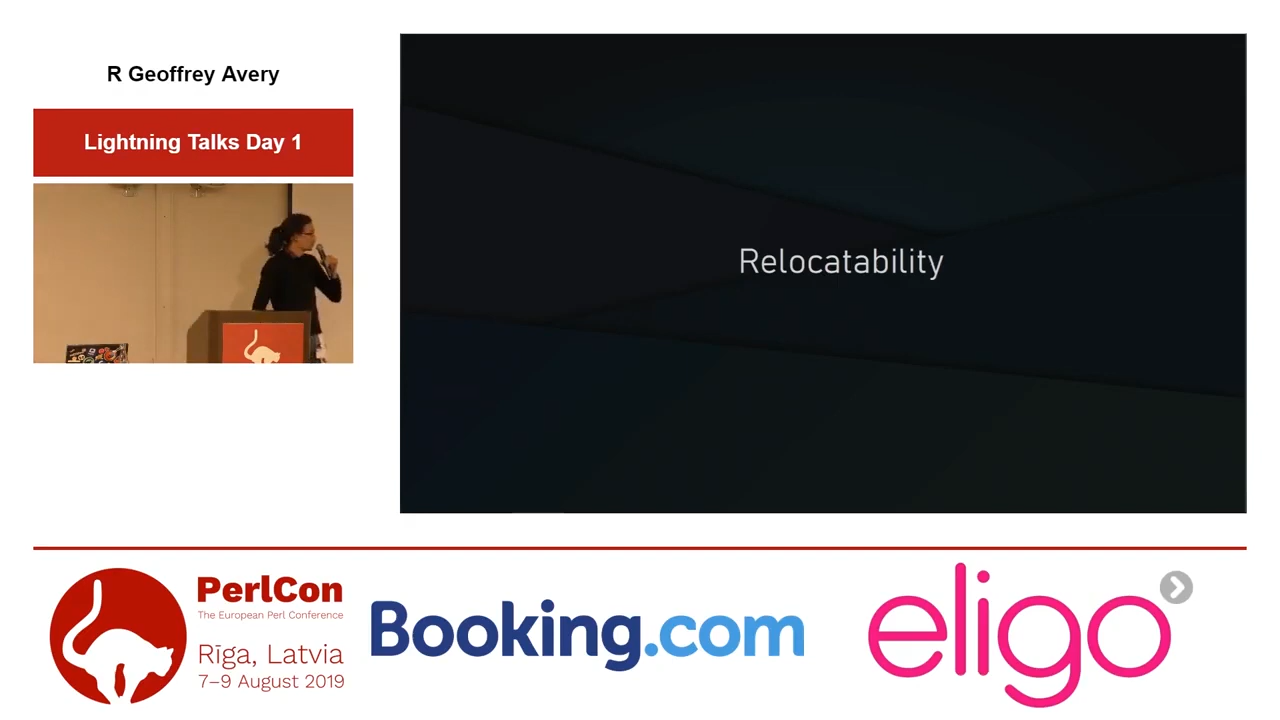 R Geoffrey Avery
Lightning Talks Day 1
Relocatability
PerlCon
The European Perl Conference
Rīga, Latvia
7–9 August 2019
Booking.com
eligo